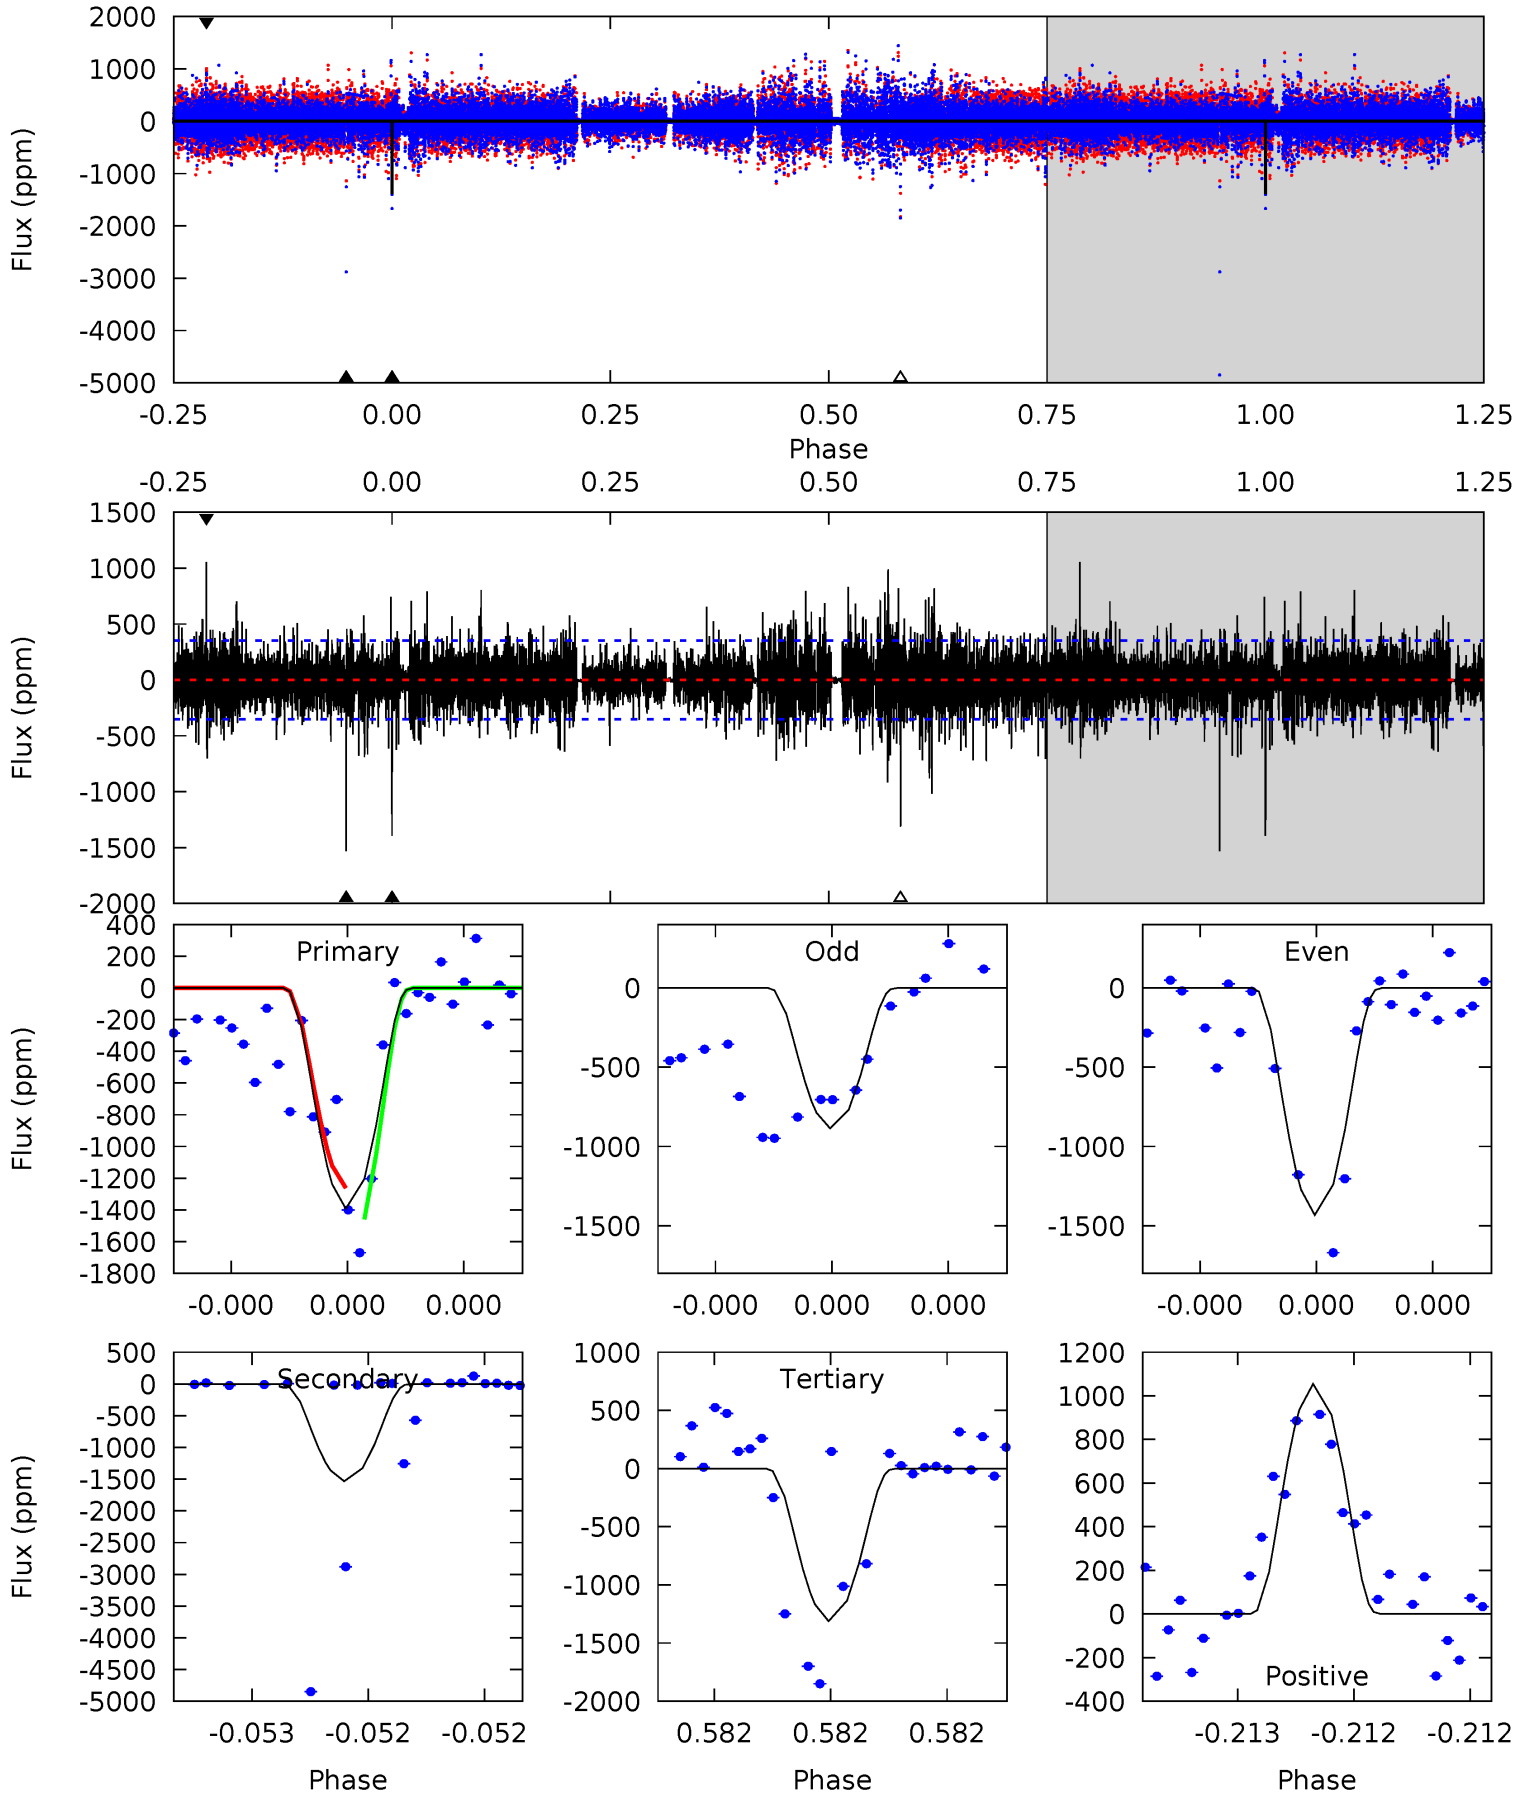 2000
1000
0
-1000
-2000
-3000
-4000
-5000
Flux (ppm)
-0.25 0.00 0.25 0.50 0.75 1.00 1.25
Phase
-0.25 0.00 0.25 0.50 0.75 1.00 1.25
1500
1000
500
0
-500
-1000
-1500
-2000
Flux (ppm)
Primary
400
200
0
-200
-400
-600
-800
-1000
-1200
-1400
-1600
-1800
Flux (ppm)
-0.000 0.000 0.000
Odd
0
-500
-1000
-1500
-0.000 0.000 0.000
Even
0
-500
-1000
-1500
-0.000 0.000 0.000
Secondary
500
0
-500
-1000
-1500
-2000
-2500
-3000
-3500
-4000
-4500
-5000
Flux (ppm)
-0.053 -0.052 -0.052
Phase
Tertiary
1000
500
0
-500
-1000
-1500
-2000
0.582 0.582 0.582
Phase
Positive
1200
1000
800
600
400
200
0
-200
-400
-0.213 -0.212 -0.212
Phase